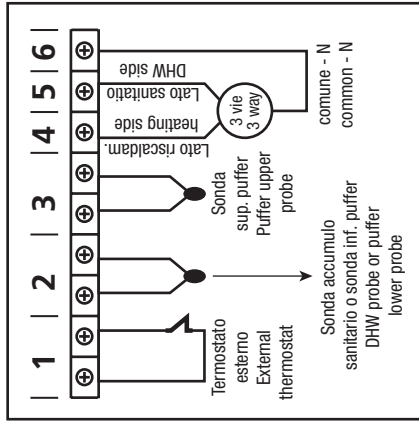 1 2 3 4 5 6
Termostato
esterno
External
thermostat
Sonda accumulo
sanitario o sonda inf. puffer
DHW probe or puffer
lower probe
Sonda
sup. puffer
Puffer upper
probe
Lato riscaldam.
heating side
Lato sanitatio
DHW side
3 vie
3 way
comune - N
common - N